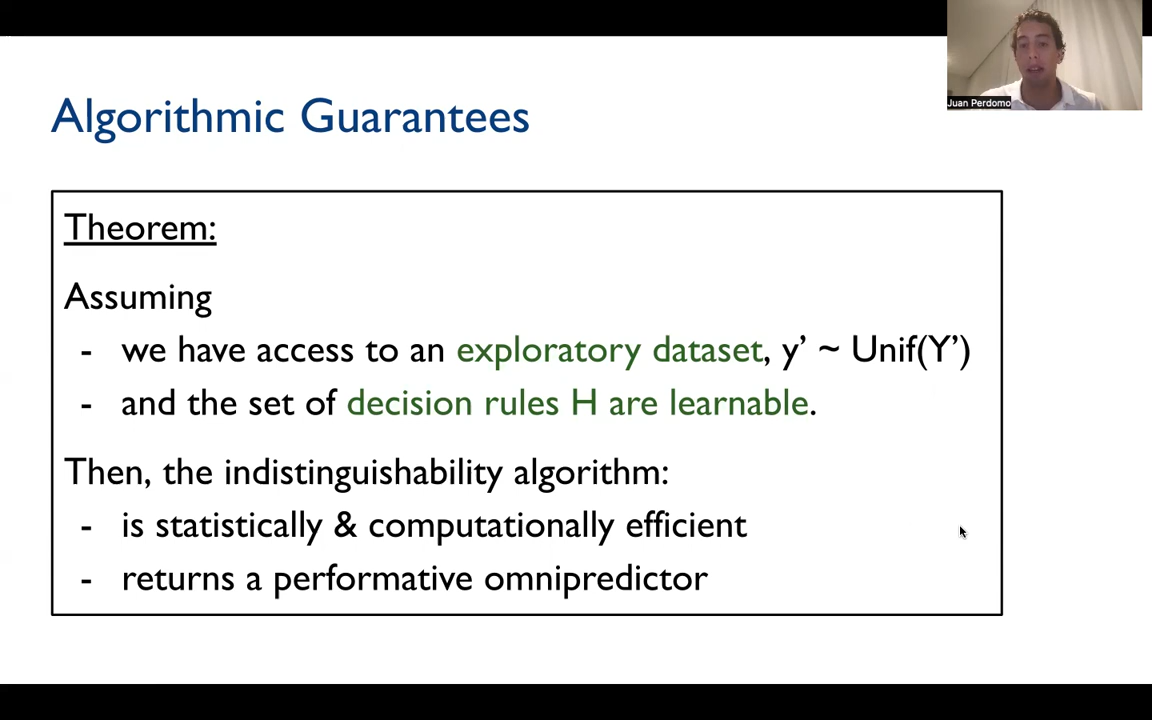 Juan Perdomo
Algorithmic Guarantees
Theorem:
Assuming
- we have access to an exploratory dataset, y’ ~ Unif(Y’)
- and the set of decision rules H are learnable.
Then, the indistinguishability algorithm:
- is statistically & computationally efficient
- returns a performative omnipredictor